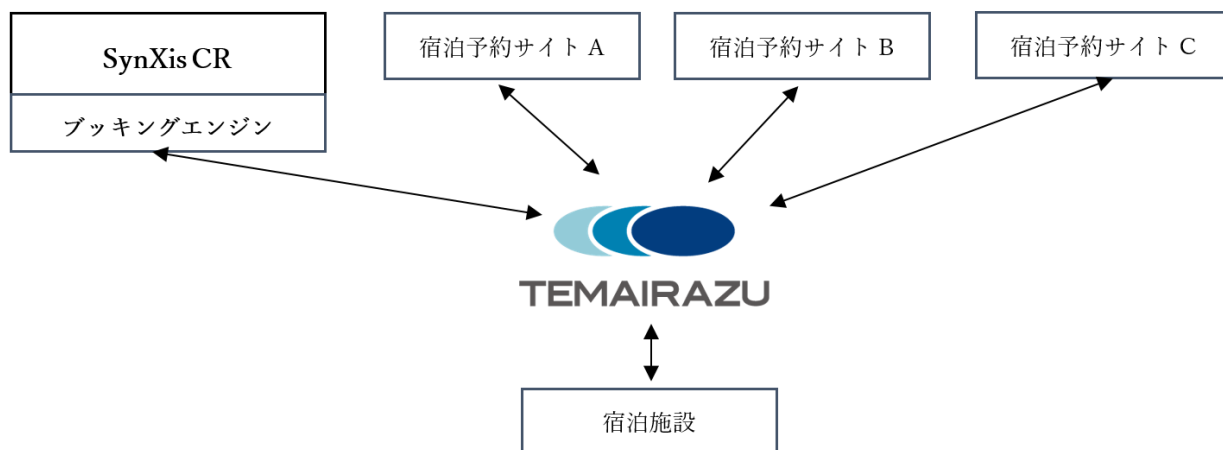 SynXis CR
ブッキングエンジン
宿泊予約サイト A
宿泊予約サイト B
宿泊予約サイト C
TEMAIRAZU
宿泊施設